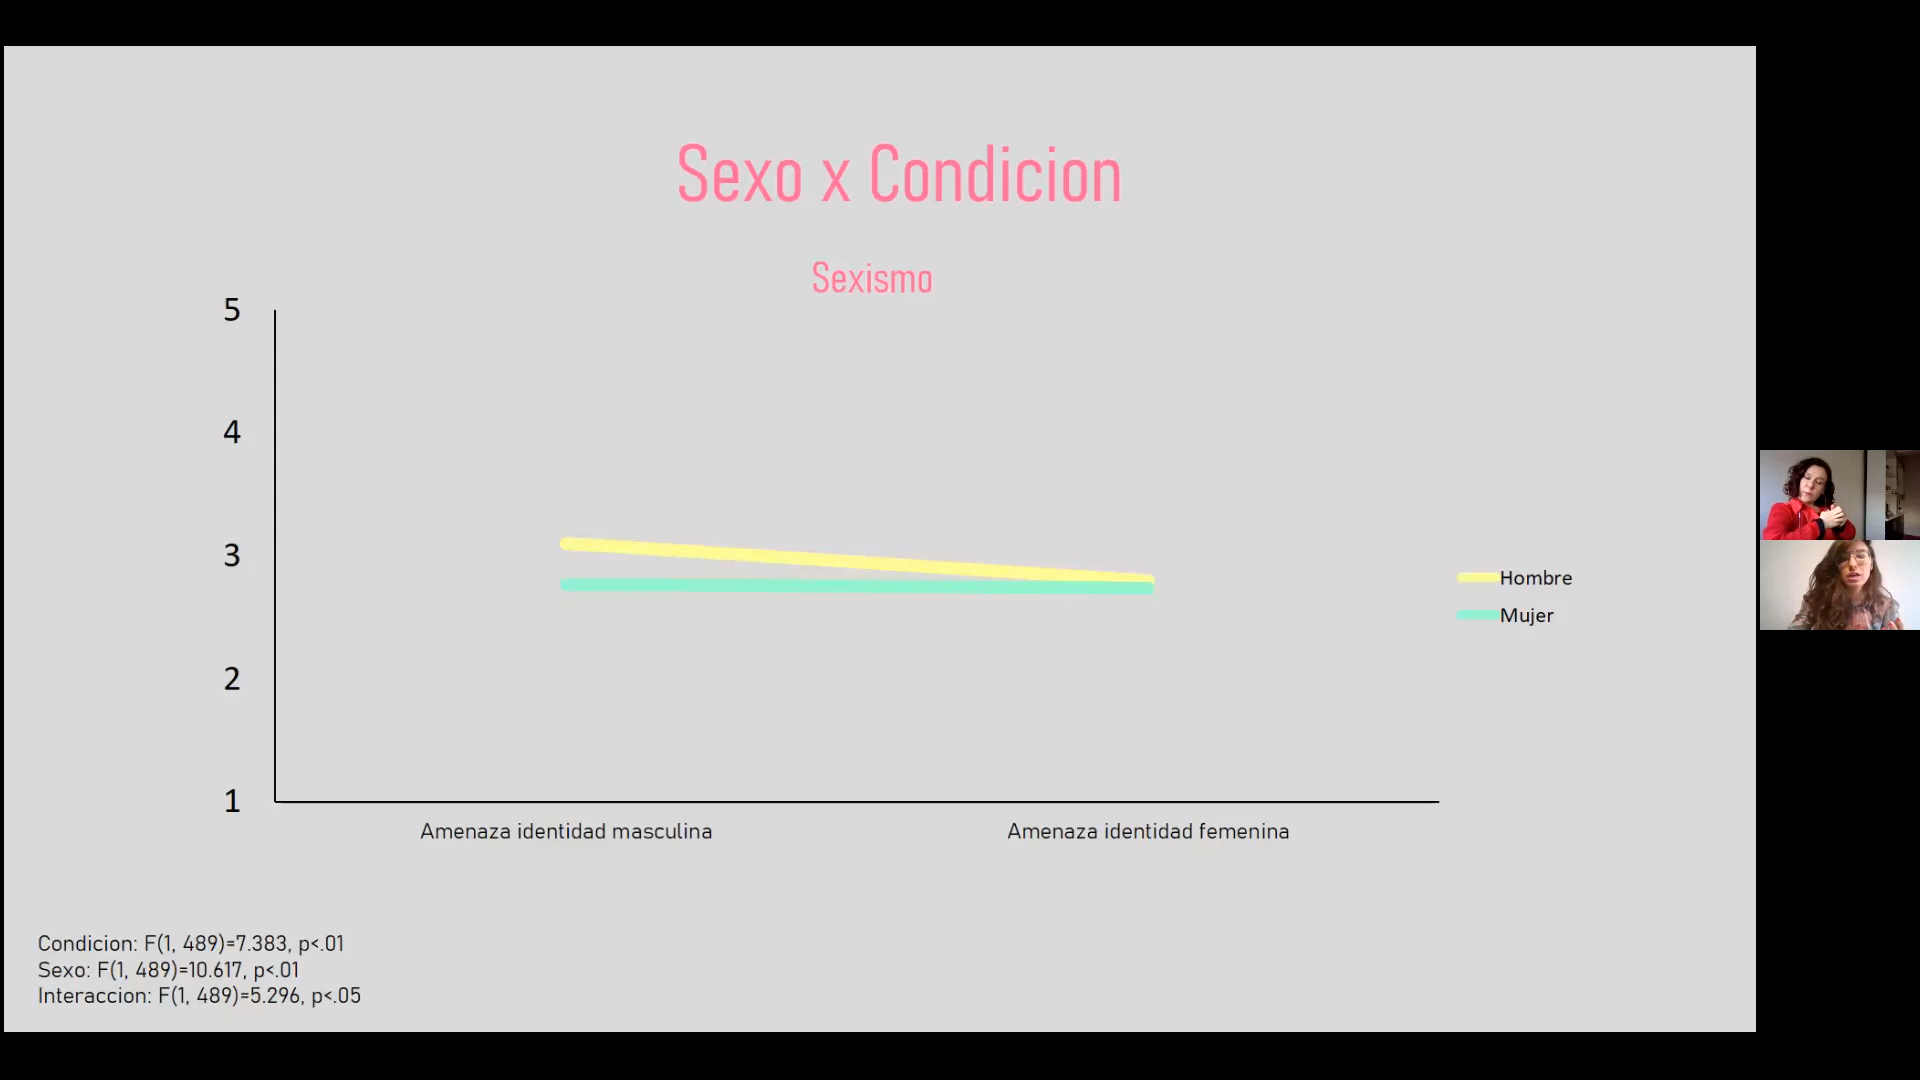 Sexo x Condicion
Sexismo
5
4
3
2
1
Amenaza identidad masculina
Amenaza identidad femenina
Hombre
Mujer
Condicion: F(1, 489)=7.383, p<.01
Sexo: F(1, 489)=10.617, p<.01
Interaccion: F(1, 489)=5.296, p<.05